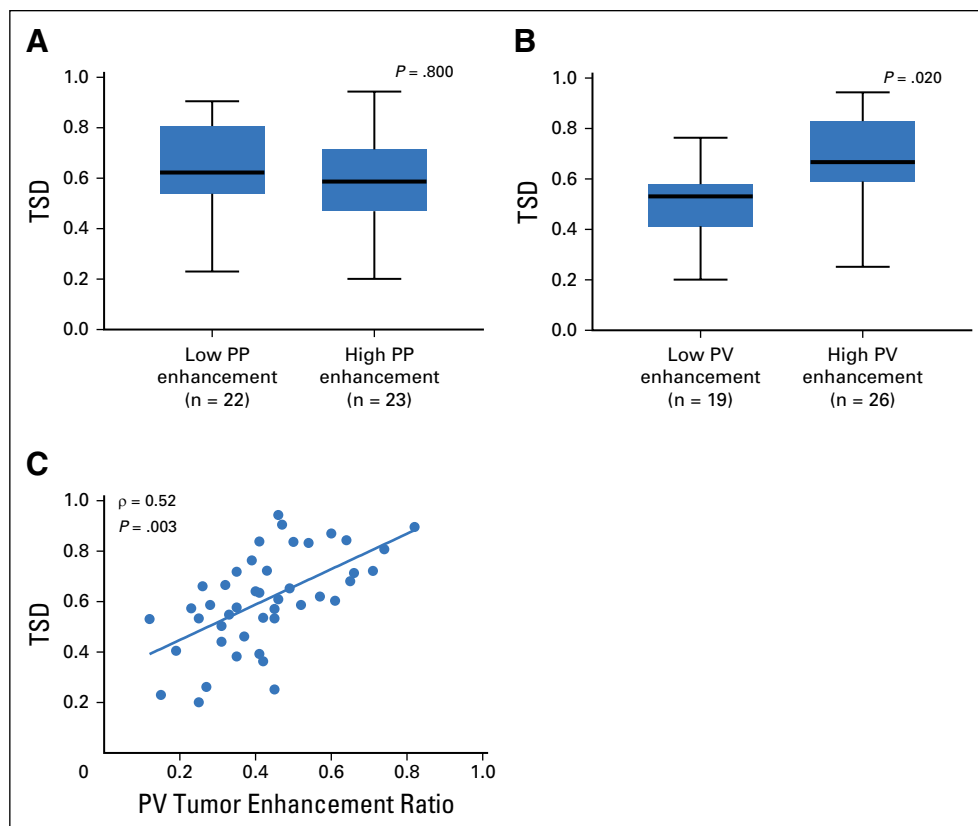 A
P = .800
1.0
0.8
0.6
0.4
0.2
0.0
TSD
Low PP
enhancement
(n = 22)
High PP
enhancement
(n = 23)
B
P = .020
1.0
0.8
0.6
0.4
0.2
0.0
TSD
Low PV
enhancement
(n = 19)
High PV
enhancement
(n = 26)
C
ρ = 0.52
P = .003
1.0
0.8
0.6
0.4
0.2
TSD
0 0.2 0.4 0.6 0.8 1.0
PV Tumor Enhancement Ratio